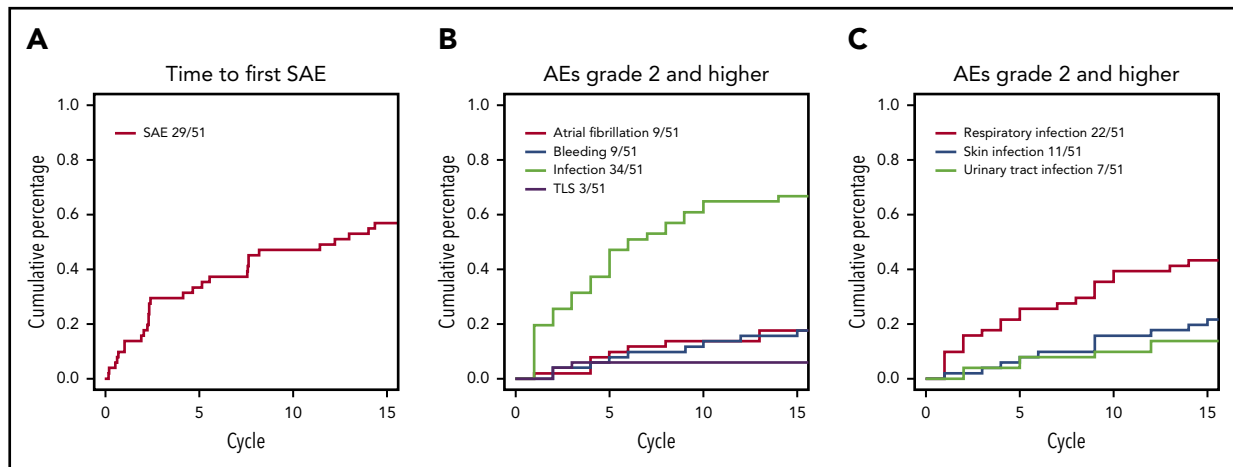 A
Time to first SAE
SAE 29/51
Cumulative percentage
1.0
0.8
0.6
0.4
0.2
0.0
0
5
10
15
Cycle
B
AEs grade 2 and higher
Atrial fibrillation 9/51
Bleeding 9/51
Infection 34/51
TLS 3/51
Cumulative percentage
1.0
0.8
0.6
0.4
0.2
0.0
0
5
10
15
Cycle
C
AEs grade 2 and higher
Respiratory infection 22/51
Skin infection 11/51
Urinary tract infection 7/51
Cumulative percentage
1.0
0.8
0.6
0.4
0.2
0.0
0
5
10
15
Cycle